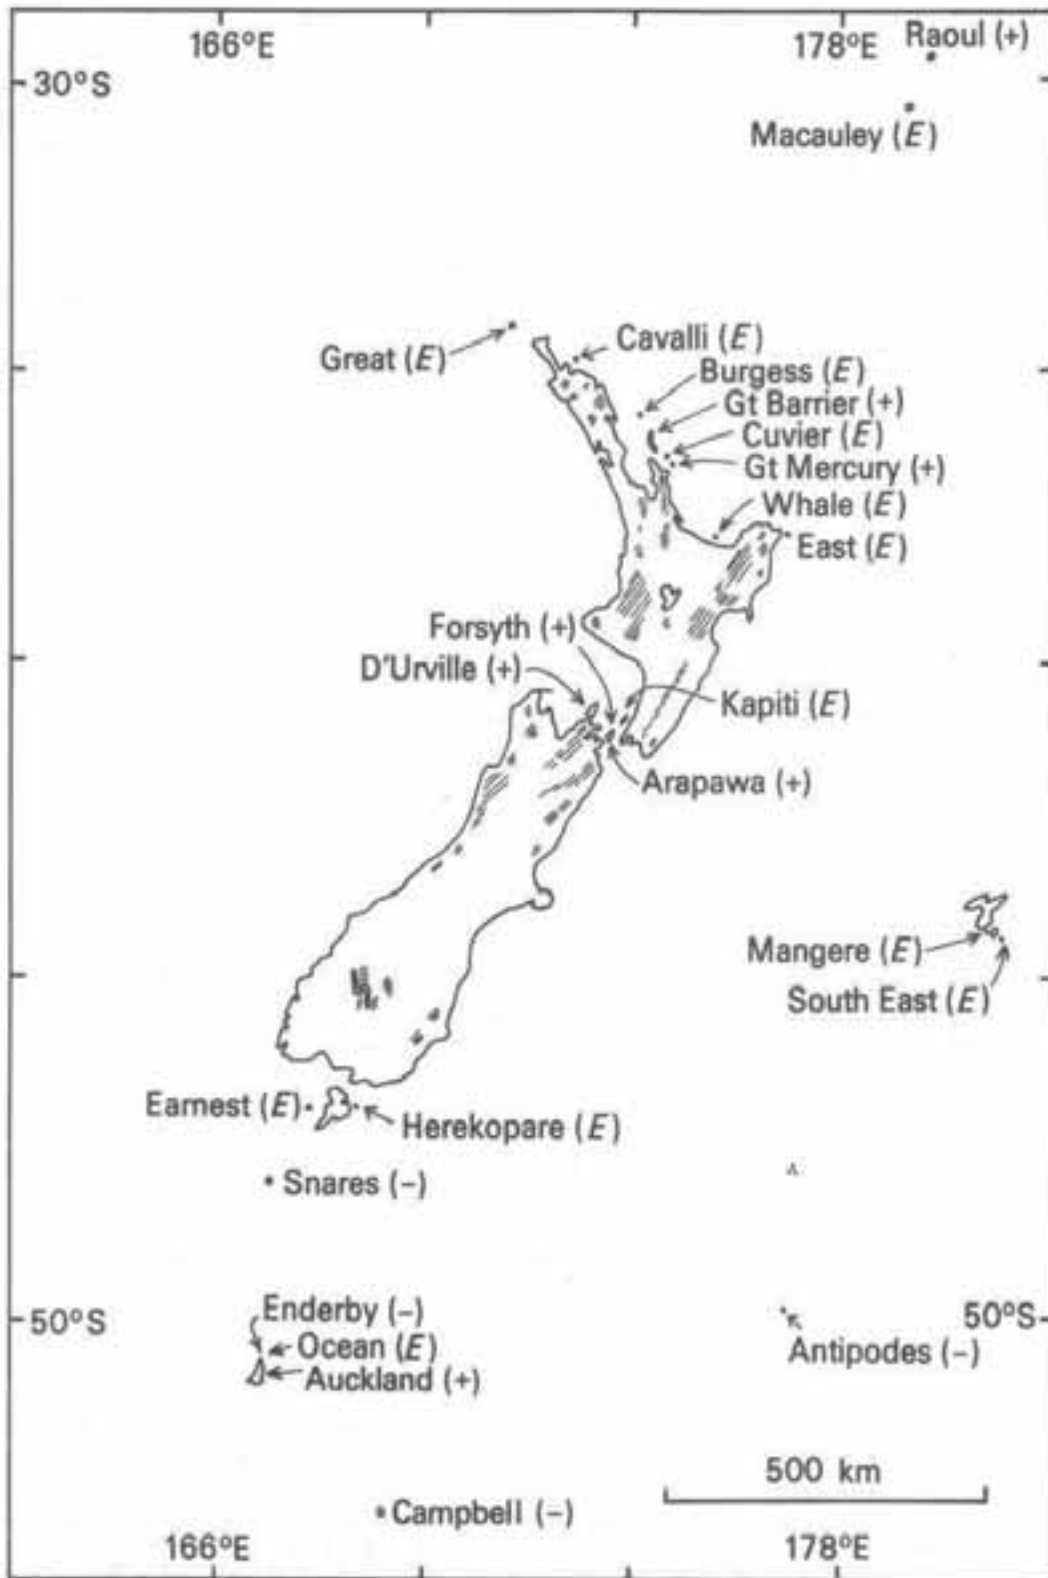 166°E 178°E Raoul (+)
30°S
Macauley (E)
Great (E) Cavalli (E)
Burgess (E)
Gt Barrier (+)
Cuvier (E)
Gt Mercury (+)
Whale (E)
East (E)
Forsyth (+)
D'Urville (+)
Kapiti (E)
Arapawa (+)
Mangere (E)
South East (E)
Earnest (E)
Herekopare (E)
Snares (–)
Enderby (–)
50°S 50°S
Ocean (E)
Antipodes (–)
Auckland (+)
500 km
Campbell (–)
166°E 178°E